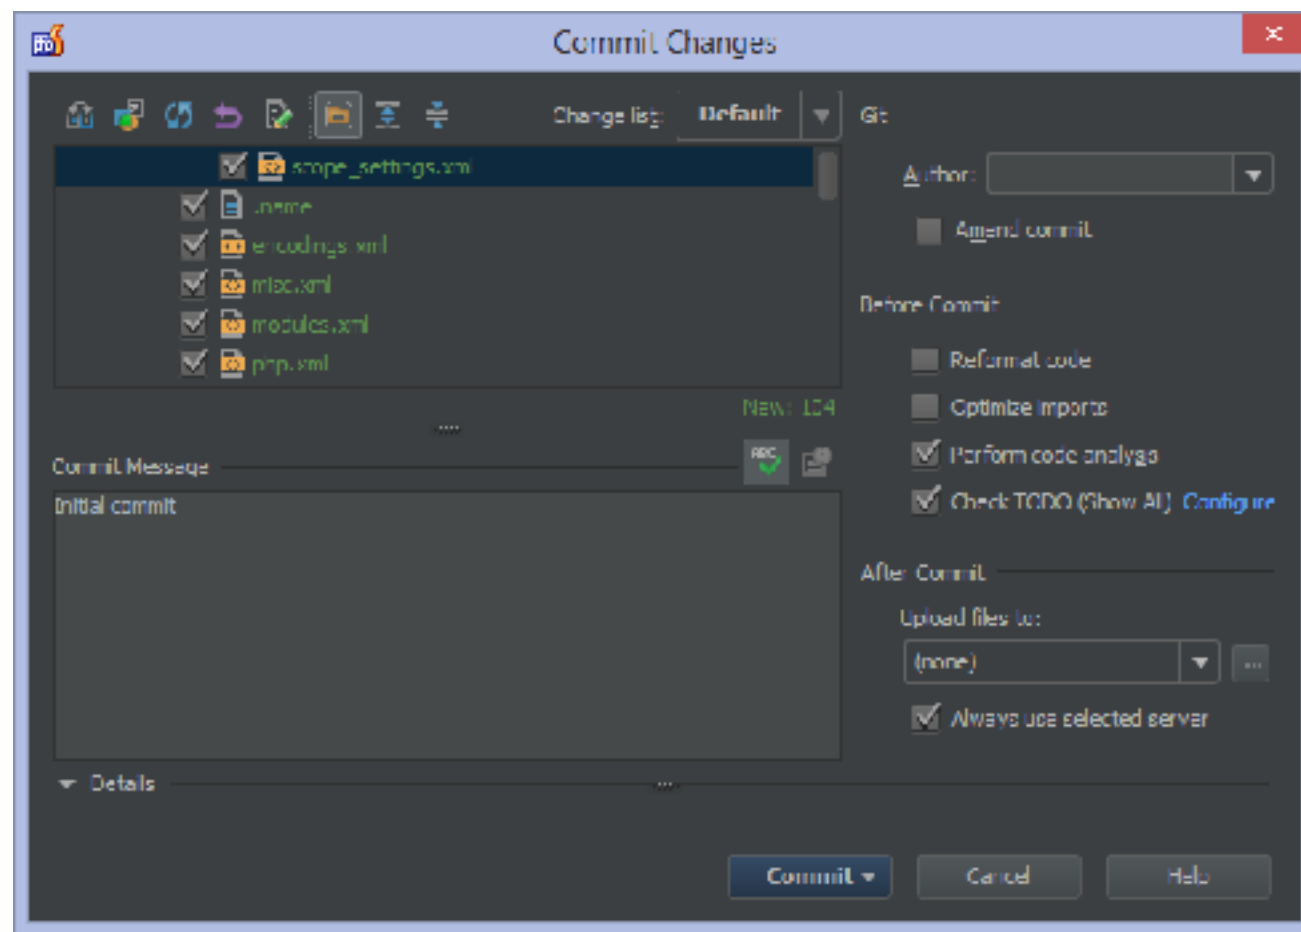 Commit Changes
Change list: Default
Git
scope_settings.xml
.name
encodings.xml
misc.xml
modules.xml
php.xml
New: 104
Author:
Amend commit
Before Commit
Reformat code
Optimize imports
Perform code analysis
Check TODO (Show All) Configure
Commit Message
Initial commit
After Commit
Upload files to:
(none)
Always use selected server
Details
Commit
Cancel
Help